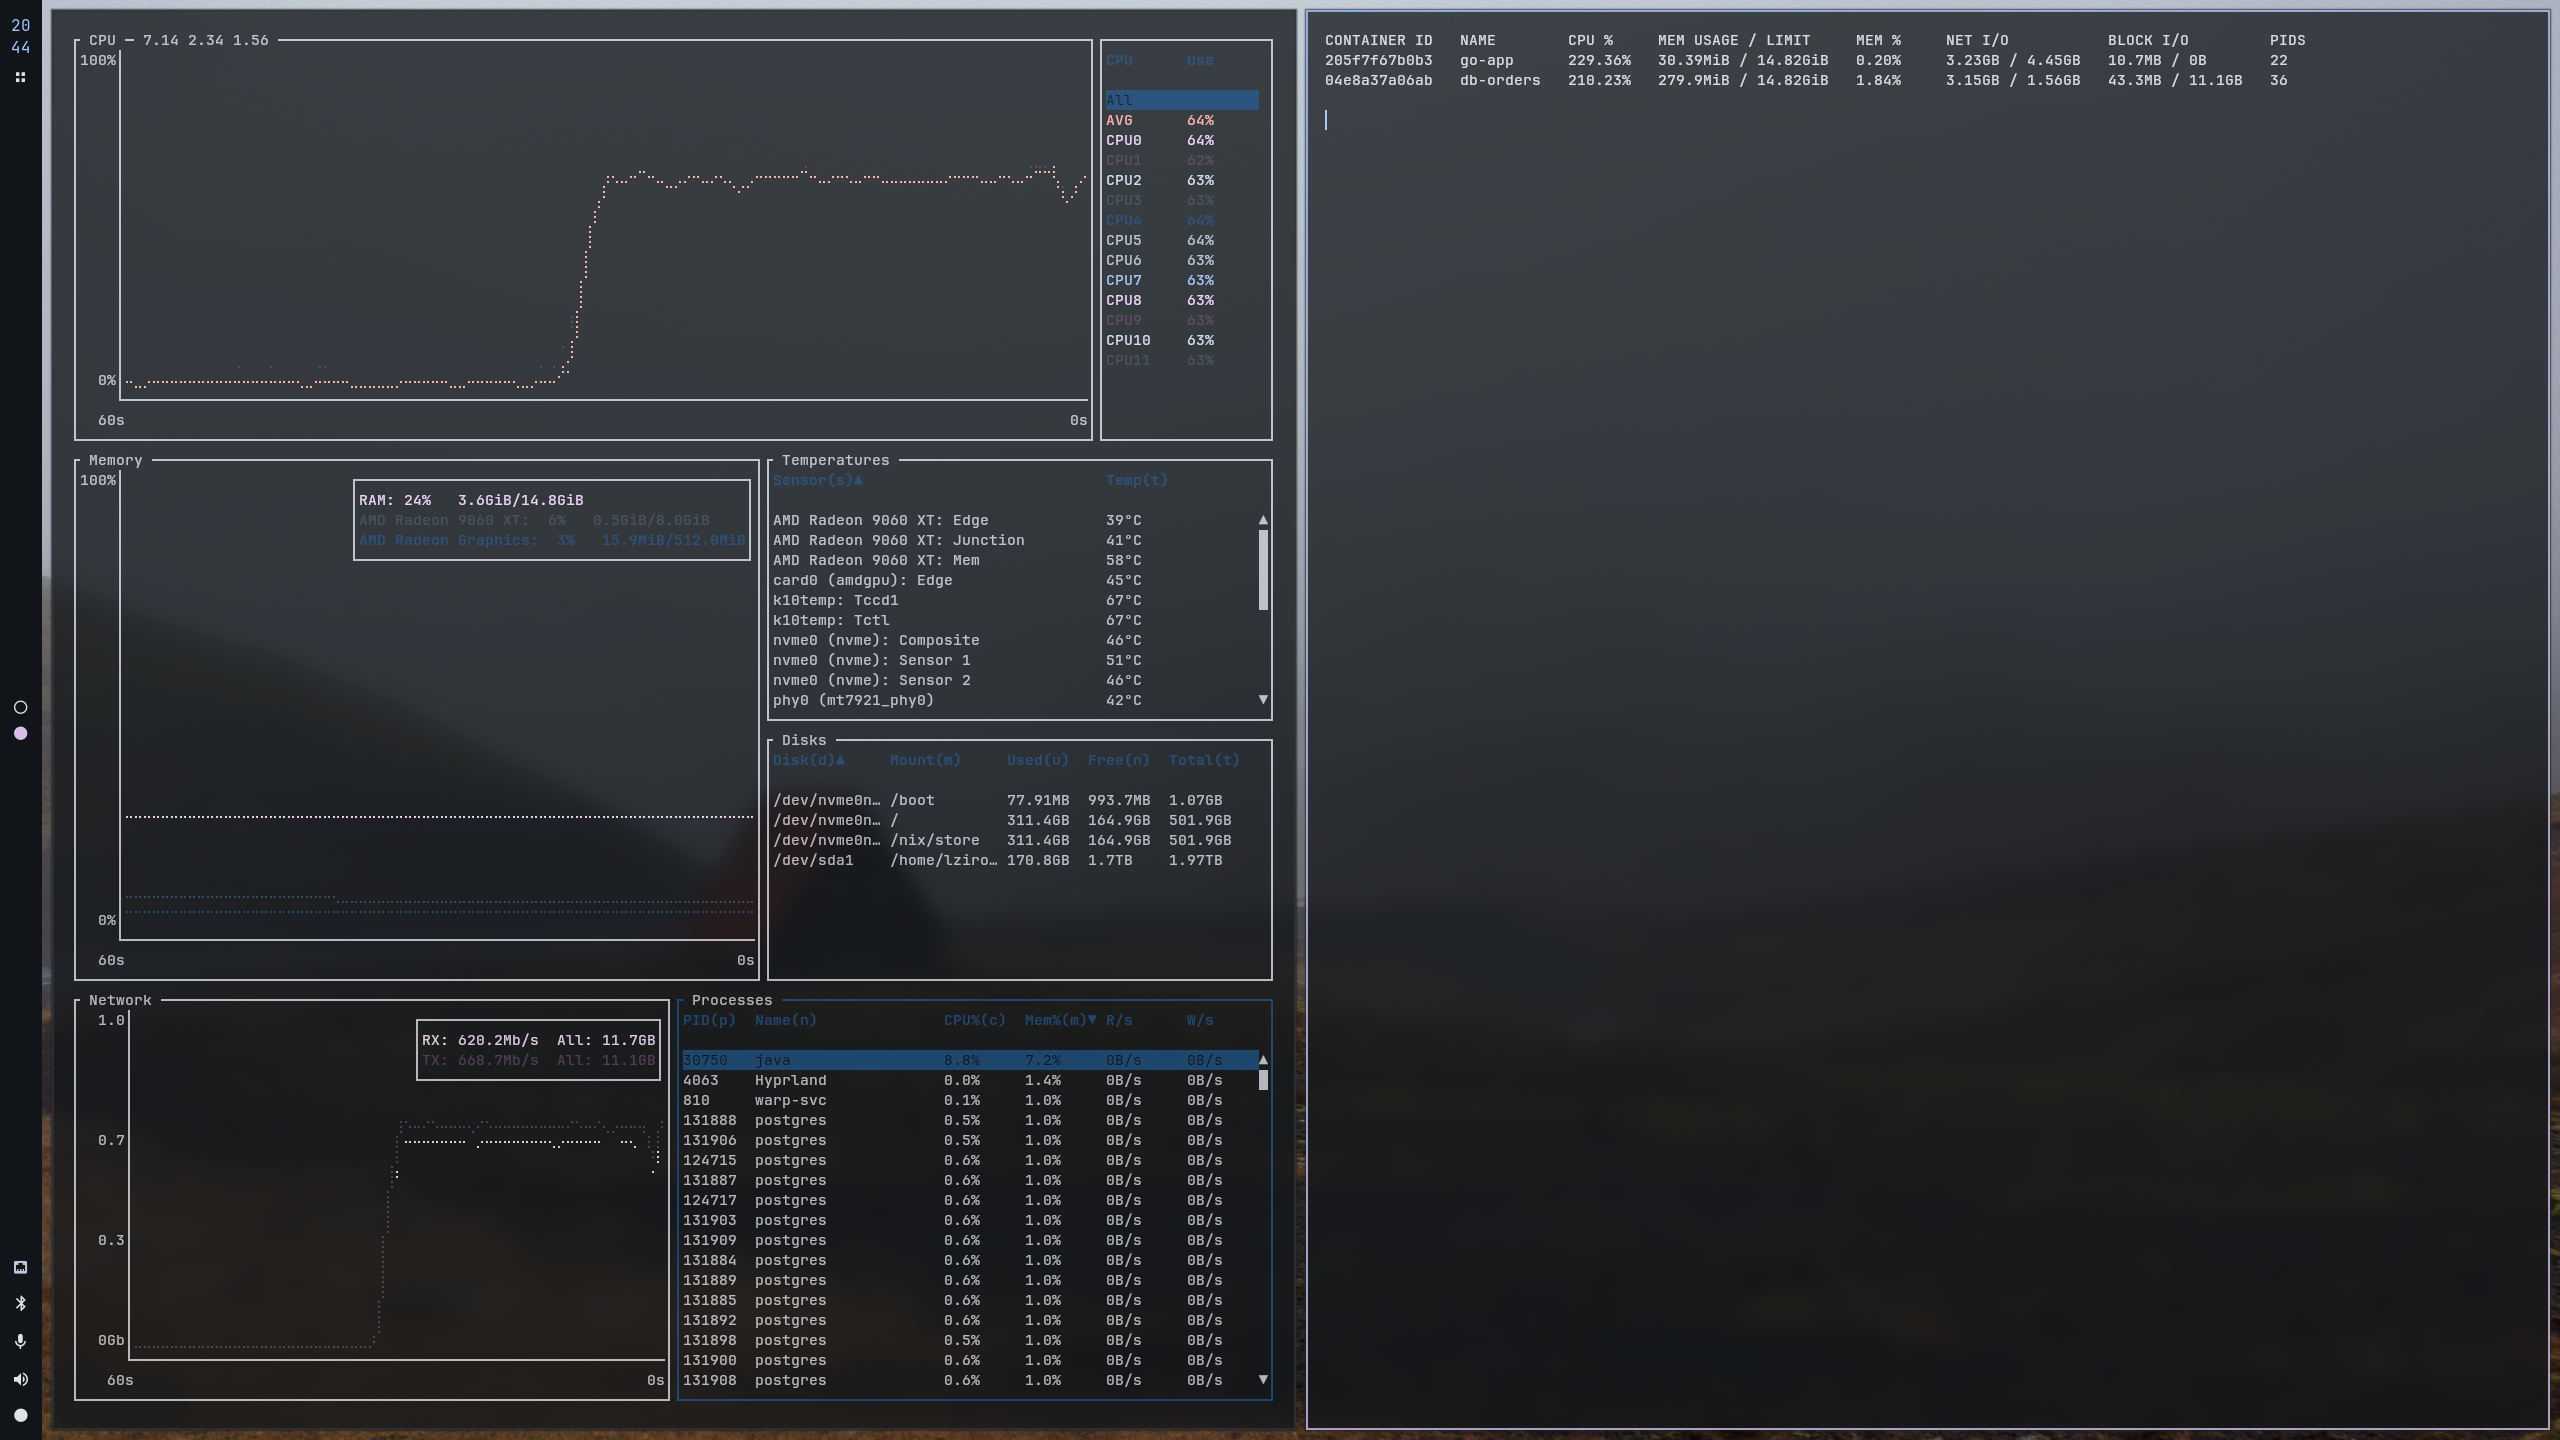 20
44
CPU — 7.14 2.34 1.56
100%
0%
60s 0s
CPU Use
All
AVG 64%
CPU0 64%
CPU1 62%
CPU2 63%
CPU3 63%
CPU4 64%
CPU5 64%
CPU6 63%
CPU7 63%
CPU8 63%
CPU9 63%
CPU10 63%
CPU11 63%
Memory
100%
RAM: 24% 3.6GiB/14.8GiB
AMD Radeon 9060 XT: 6% 0.5GiB/8.0GiB
AMD Radeon Graphics: 3% 15.9MiB/512.0MiB
0%
60s 0s
Temperatures
Sensor(s)▲ Temp(t)
AMD Radeon 9060 XT: Edge 39°C
AMD Radeon 9060 XT: Junction 41°C
AMD Radeon 9060 XT: Mem 58°C
card0 (amdgpu): Edge 45°C
k10temp: Tccd1 67°C
k10temp: Tctl 67°C
nvme0 (nvme): Composite 46°C
nvme0 (nvme): Sensor 1 51°C
nvme0 (nvme): Sensor 2 46°C
phy0 (mt7921_phy0) 42°C
Disks
Disk(d)▲ Mount(m) Used(u) Free(n) Total(t)
/dev/nvme0n… /boot 77.91MB 993.7MB 1.07GB
/dev/nvme0n… / 311.4GB 164.9GB 501.9GB
/dev/nvme0n… /nix/store 311.4GB 164.9GB 501.9GB
/dev/sda1 /home/lziro… 170.8GB 1.7TB 1.97TB
Network
1.0
RX: 620.2Mb/s All: 11.7GB
TX: 668.7Mb/s All: 11.1GB
0.7
0.3
0Gb
60s 0s
Processes
PID(p) Name(n) CPU%(c) Mem%(m)▼ R/s W/s
30750 java 8.8% 7.2% 0B/s 0B/s
4063 Hyprland 0.0% 1.4% 0B/s 0B/s
810 warp-svc 0.1% 1.0% 0B/s 0B/s
131888 postgres 0.5% 1.0% 0B/s 0B/s
131906 postgres 0.5% 1.0% 0B/s 0B/s
124715 postgres 0.6% 1.0% 0B/s 0B/s
131887 postgres 0.6% 1.0% 0B/s 0B/s
124717 postgres 0.6% 1.0% 0B/s 0B/s
131903 postgres 0.6% 1.0% 0B/s 0B/s
131909 postgres 0.6% 1.0% 0B/s 0B/s
131884 postgres 0.6% 1.0% 0B/s 0B/s
131889 postgres 0.6% 1.0% 0B/s 0B/s
131885 postgres 0.6% 1.0% 0B/s 0B/s
131892 postgres 0.6% 1.0% 0B/s 0B/s
131898 postgres 0.5% 1.0% 0B/s 0B/s
131900 postgres 0.6% 1.0% 0B/s 0B/s
131908 postgres 0.6% 1.0% 0B/s 0B/s
CONTAINER ID NAME CPU % MEM USAGE / LIMIT MEM % NET I/O BLOCK I/O PIDS
205f7f67b0b3 go-app 229.36% 30.39MiB / 14.82GiB 0.20% 3.23GB / 4.45GB 10.7MB / 0B 22
04e8a37a06ab db-orders 210.23% 279.9MiB / 14.82GiB 1.84% 3.15GB / 1.56GB 43.3MB / 11.1GB 36